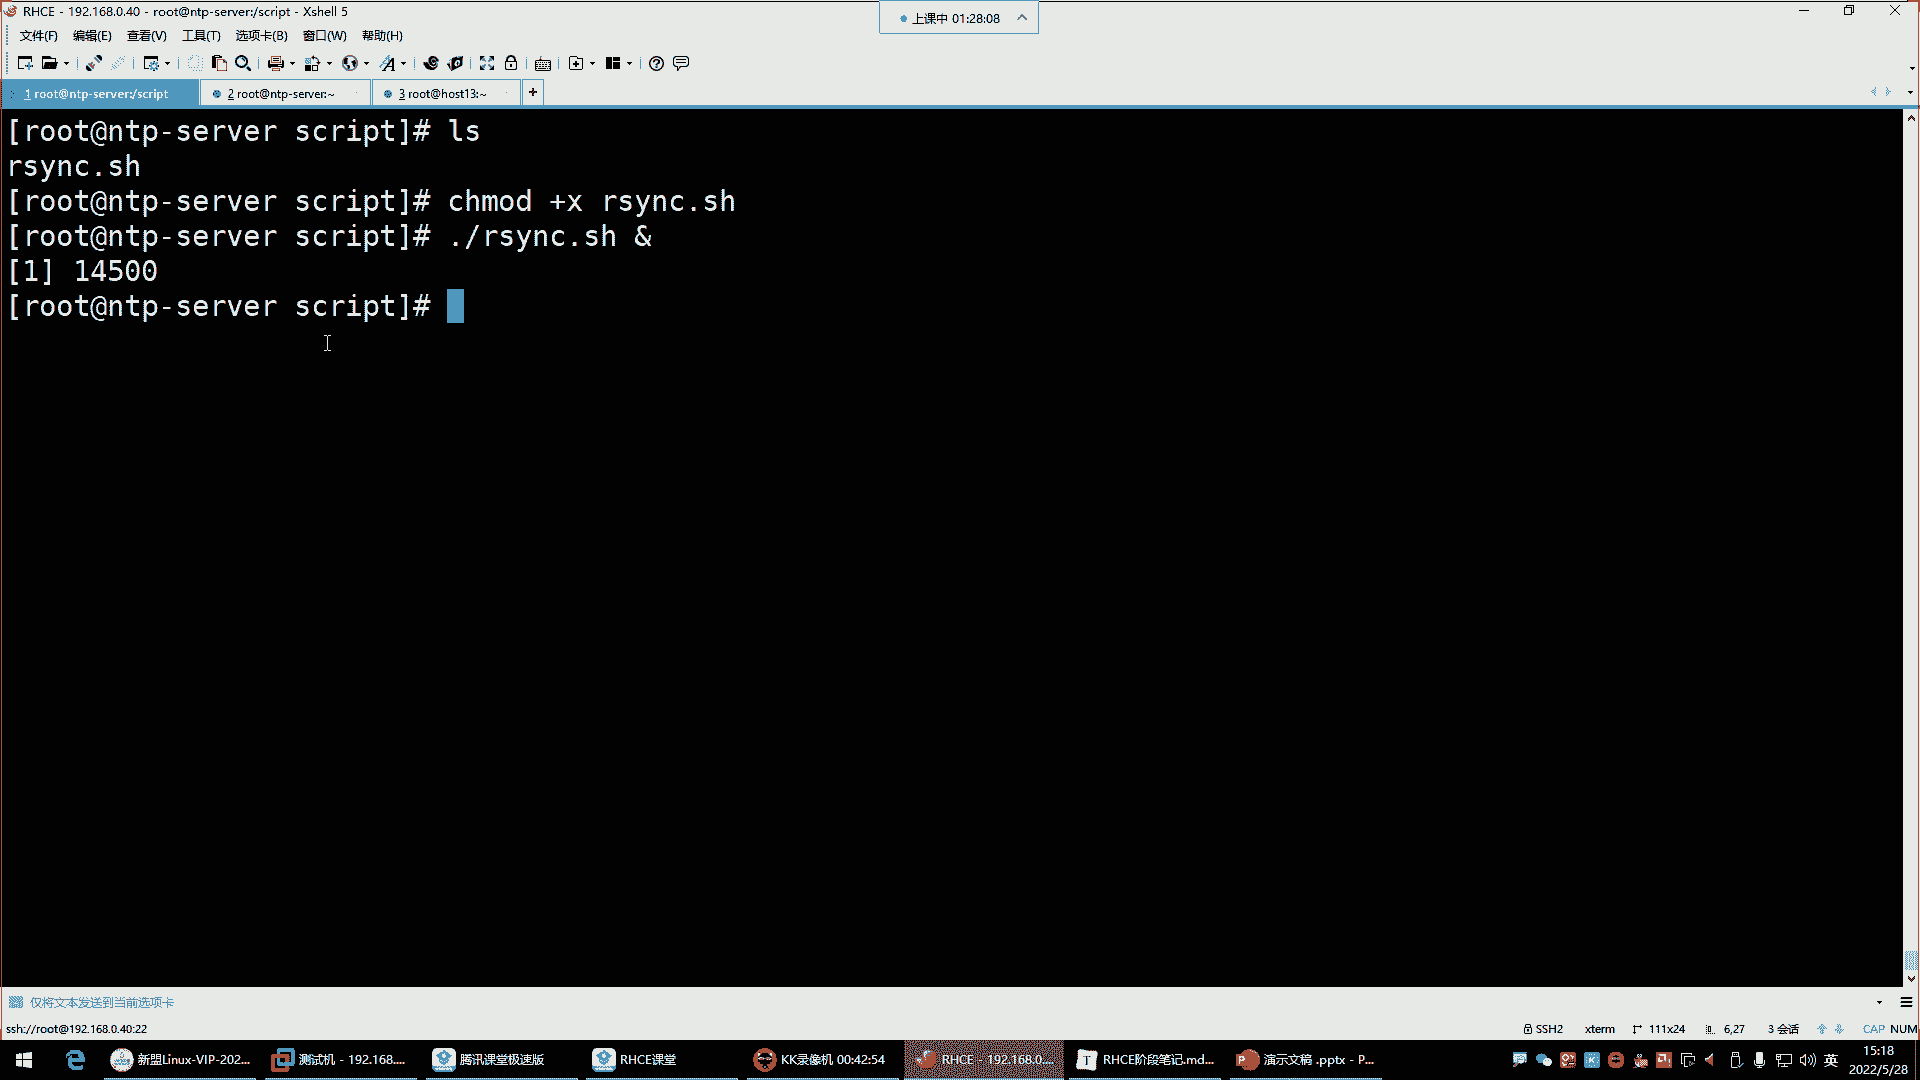 RHCE - 192.168.0.40 - root@ntp-server:/script - Xshell 5
上课中 01:28:08
文件(F) 编辑(E) 查看(V) 工具(T) 选项卡(B) 窗口(W) 帮助(H)
1 root@ntp-server:/script 2 root@ntp-server:~ 3 root@host13:~ +
[root@ntp-server script]# ls
rsync.sh
[root@ntp-server script]# chmod +x rsync.sh
[root@ntp-server script]# ./rsync.sh &
[1] 14500
[root@ntp-server script]#
仅将文本发送到当前选项卡
ssh://root@192.168.0.40:22 SSH2 xterm 111x24 6,27 3 会话 CAP NUM
新盟Linux-VIP-202... 测试机 - 192.168.... 腾讯课堂极速版 RHCE课堂 KK录像机 00:42:54 RHCE - 192.168.0.... RHCE阶段笔记.md... 演示文稿 .pptx - P... 英 15:18
2022/5/28